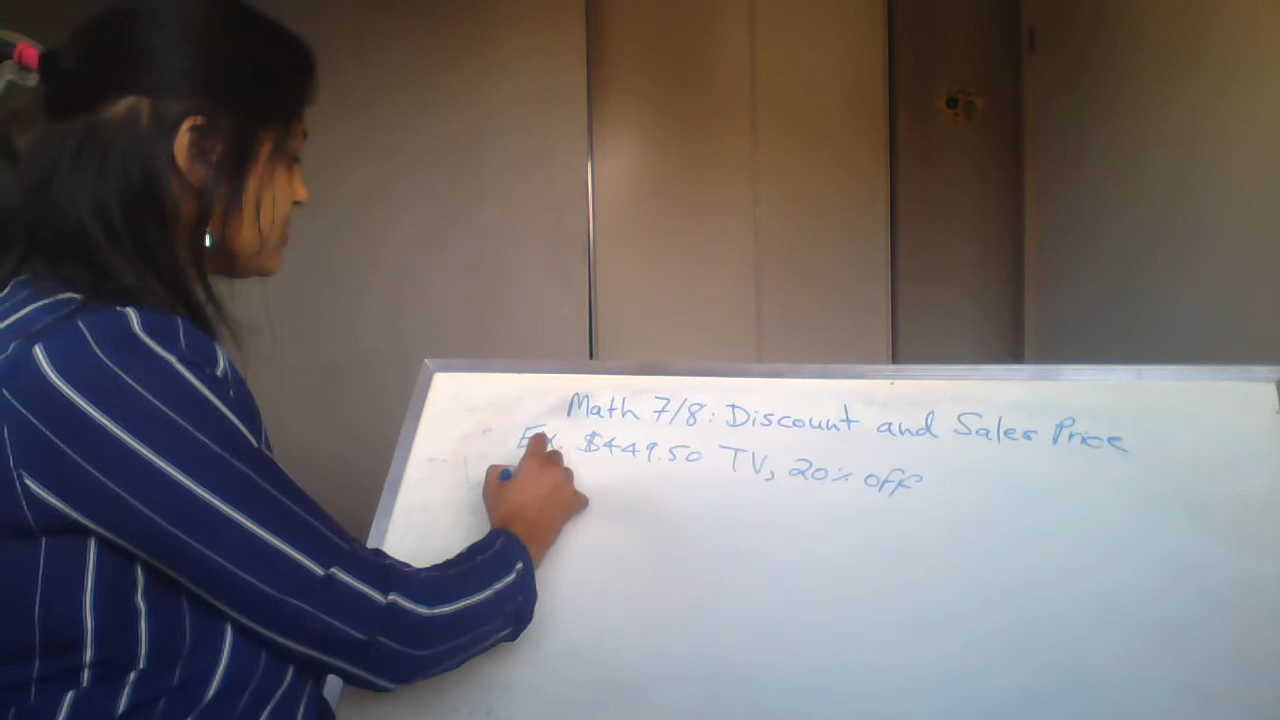 Math 7/8: Discount and Sales Price
Ex. $449.50 TV, 20% off